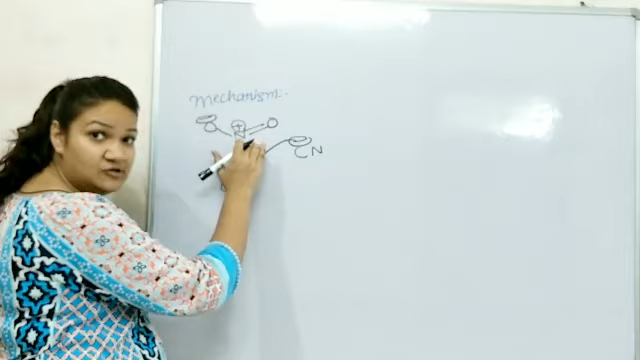 Mechanism:-
O ⊕ O
N
CN